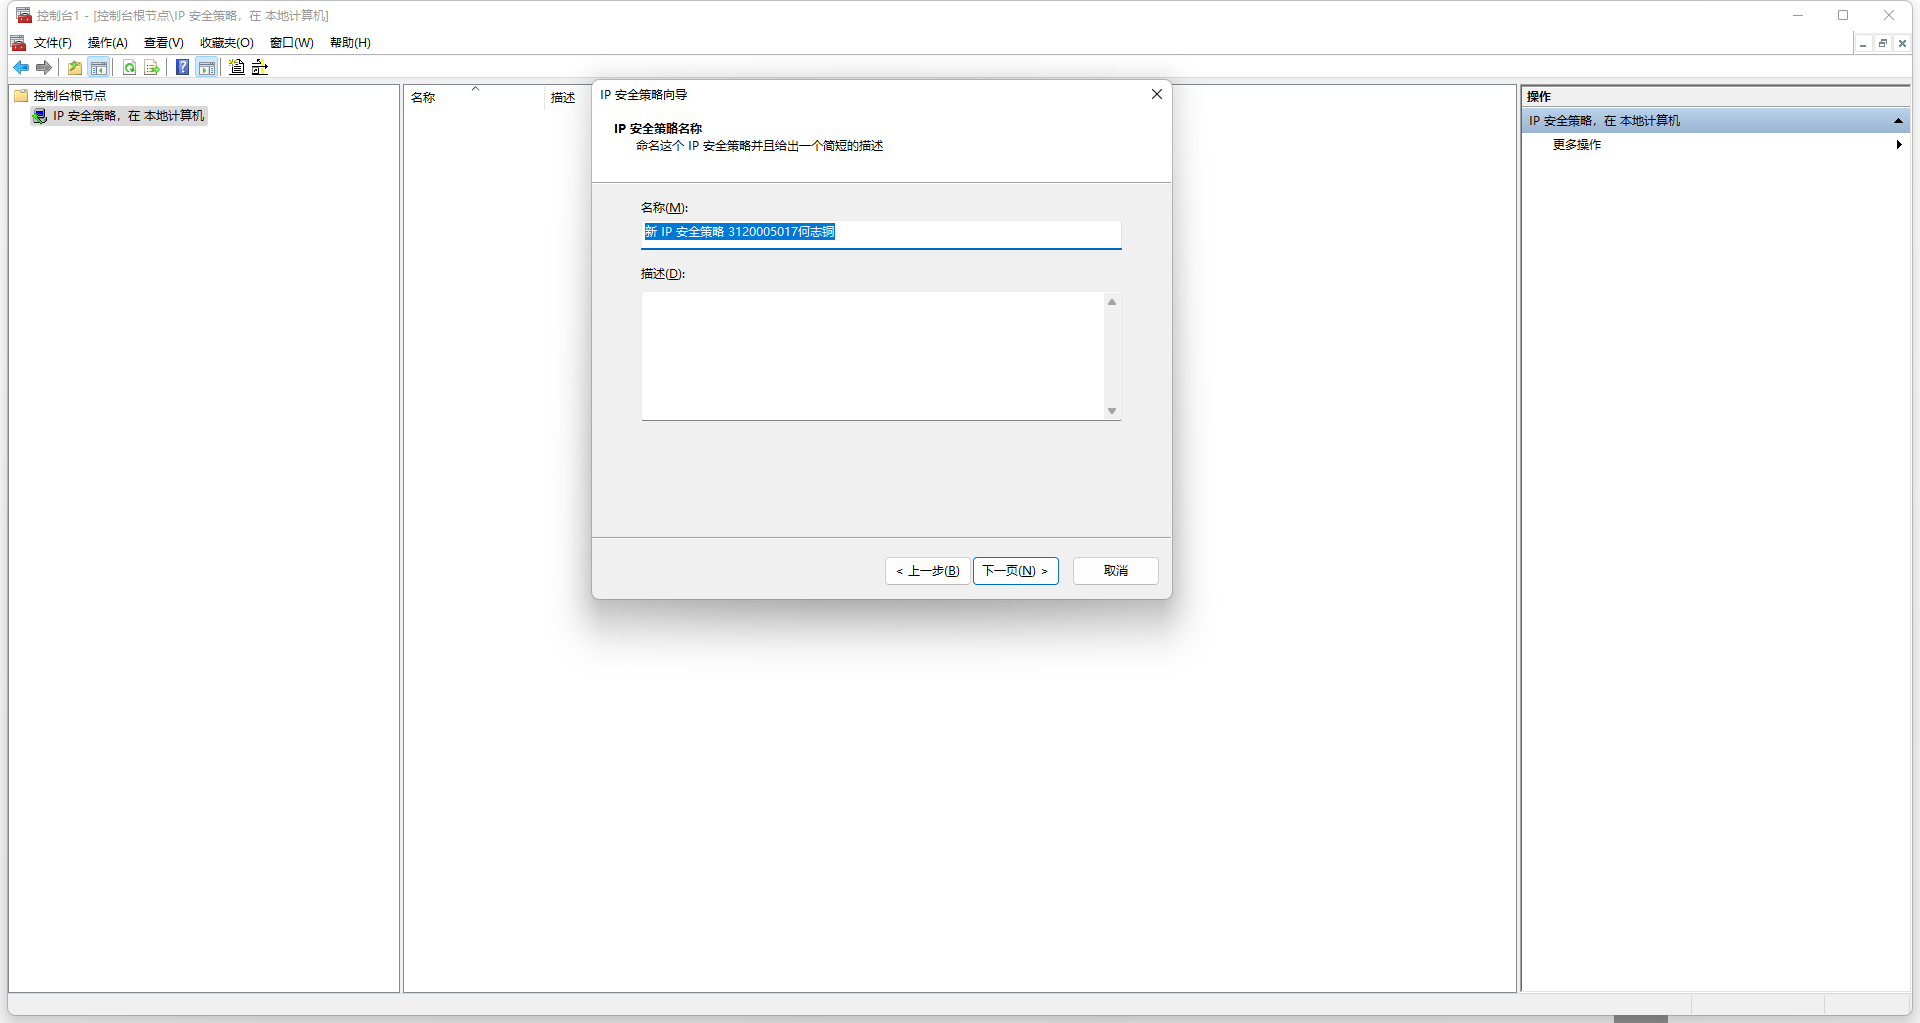 控制台1 - [控制台根节点\IP 安全策略，在 本地计算机]
文件(F) 操作(A) 查看(V) 收藏夹(O) 窗口(W) 帮助(H)
控制台根节点
IP 安全策略，在 本地计算机
名称 描述
IP 安全策略向导
IP 安全策略名称
命名这个 IP 安全策略并且给出一个简短的描述
名称(M):
新 IP 安全策略 3120005017何志铜
描述(D):
< 上一步(B) 下一页(N) > 取消
操作
IP 安全策略，在 本地计算机
更多操作